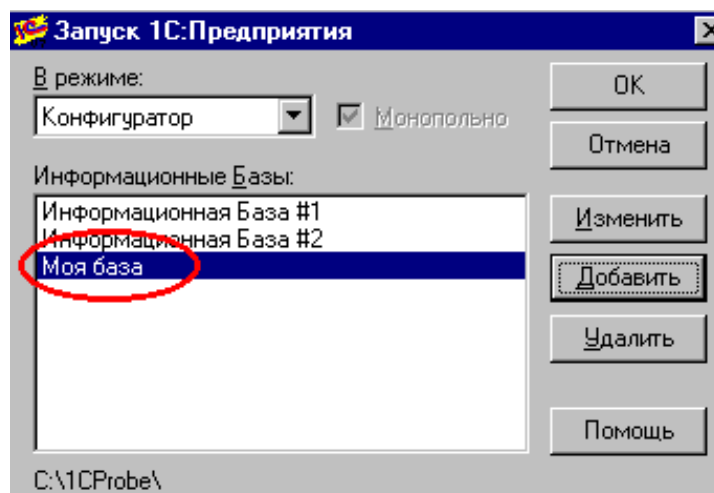 Запуск 1С:Предприятия
В режиме:
Конфигуратор
Монопольно
Информационные Базы:
Информационная База #1
Информационная База #2
Моя база
C:\1CProbe\
OK
Отмена
Изменить
Добавить
Удалить
Помощь